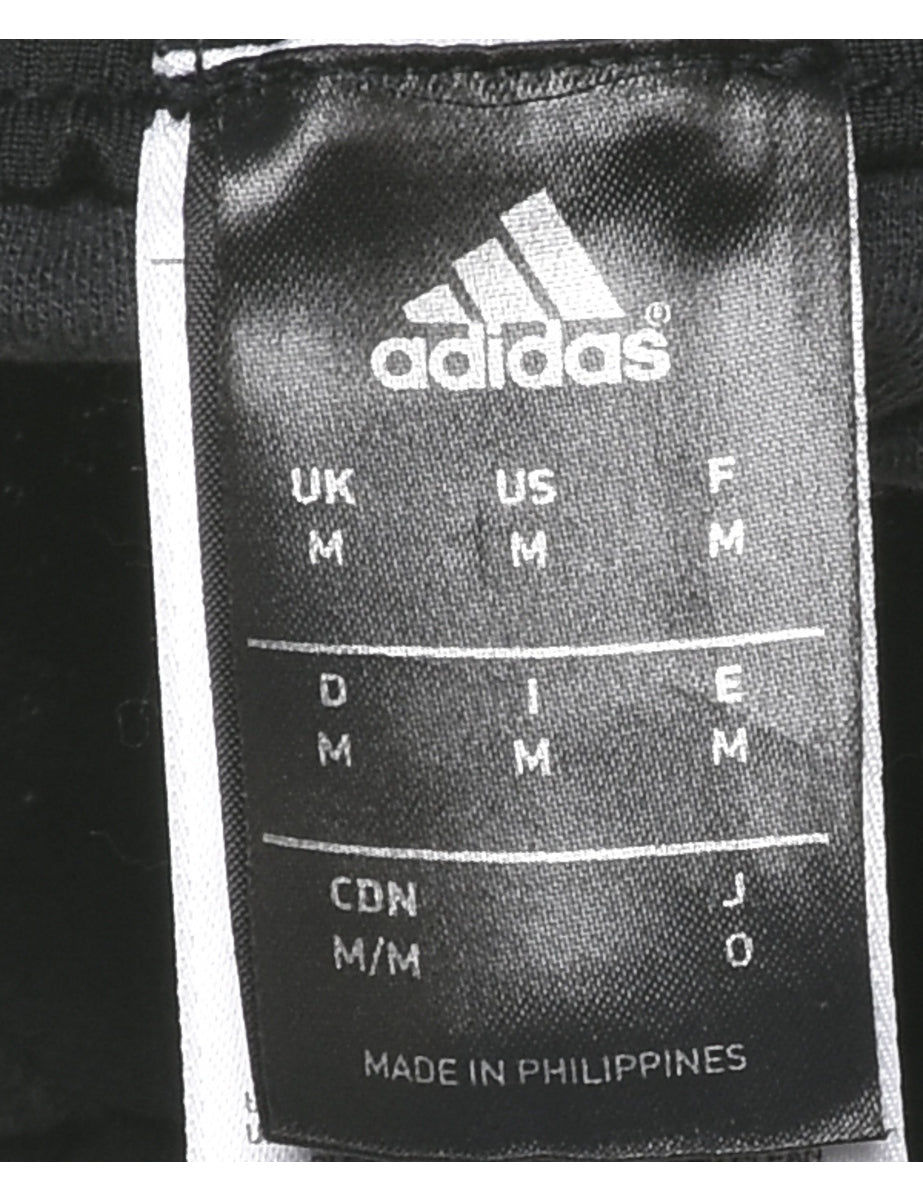 adidas®
UK US F
M M M
D I E
M M M
CDN J
M/M O
MADE IN PHILIPPINES